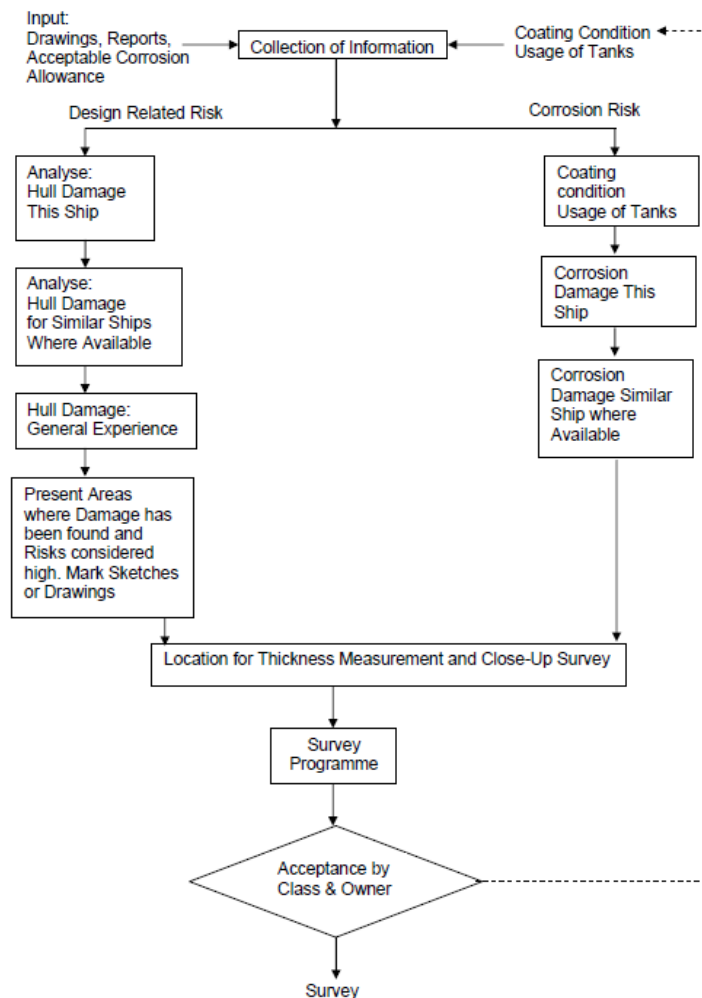 Input:
Drawings, Reports,
Acceptable Corrosion
Allowance
Collection of Information
Coating Condition
Usage of Tanks
Design Related Risk
Corrosion Risk
Analyse:
Hull Damage
This Ship
Coating
condition
Usage of Tanks
Analyse:
Hull Damage
for Similar Ships
Where Available
Corrosion
Damage This
Ship
Hull Damage:
General Experience
Corrosion
Damage Similar
Ship where
Available
Present Areas
where Damage has
been found and
Risks considered
high. Mark Sketches
or Drawings
Location for Thickness Measurement and Close-Up Survey
Survey
Programme
Acceptance by
Class & Owner
Survey